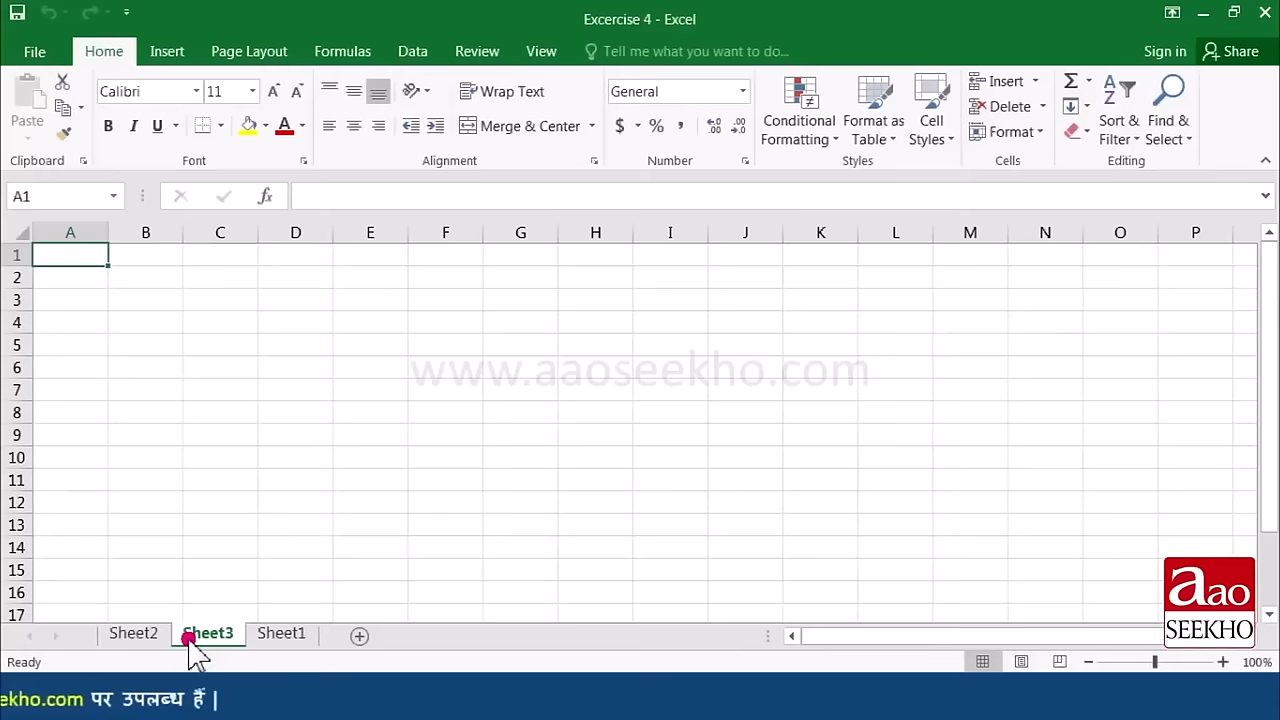 Excercise 4 - Excel
File Home Insert Page Layout Formulas Data Review View Tell me what you want to do... Sign in Share
Paste
Calibri 11 A A
B I U A
Wrap Text
Merge & Center
General
$ % ,
Conditional Formatting
Format as Table
Cell Styles
Insert
Delete
Format
Sort & Filter
Find & Select
Clipboard Font Alignment Number Styles Cells Editing
A1 fx
A B C D E F G H I J K L M N O P
1
2
3
4
5
6
www.aaoseekho.com
7
8
9
10
11
12
13
14
15
16
17
aao
SEEKHO
Sheet2 Sheet3 Sheet1
Ready 100%
ekho.com पर उपलब्ध हैं |